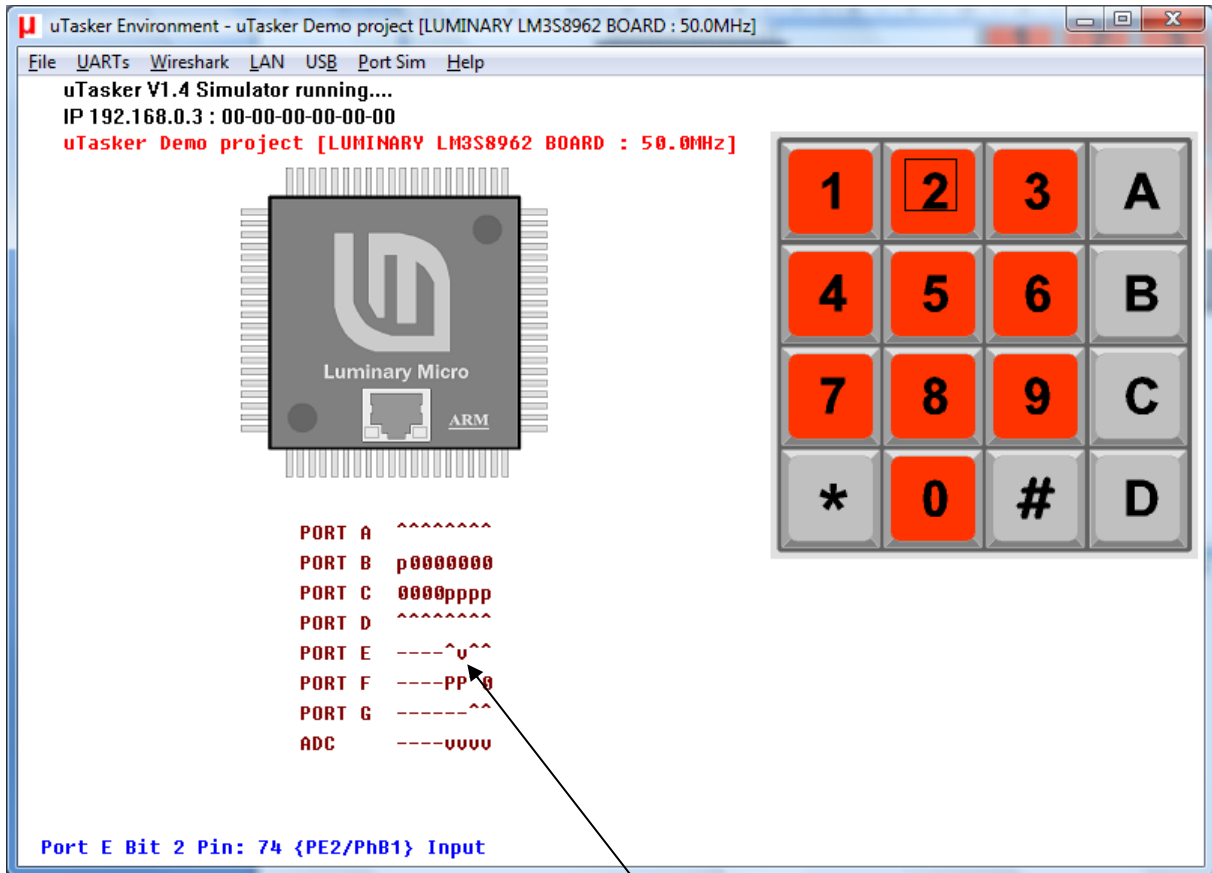 µ uTasker Environment - uTasker Demo project [LUMINARY LM3S8962 BOARD : 50.0MHz]
File UARTs Wireshark LAN USB Port Sim Help
uTasker V1.4 Simulator running....
IP 192.168.0.3 : 00-00-00-00-00-00
uTasker Demo project [LUMINARY LM3S8962 BOARD : 50.0MHz]
Luminary Micro
ARM
1 2 3 A
4 5 6 B
7 8 9 C
* 0 # D
PORT A ^^^^^^^^
PORT B p0000000
PORT C 0000pppp
PORT D ^^^^^^^^
PORT E ----^v^^
PORT F ----PP 0
PORT G ------^^
ADC ----vvvv
Port E Bit 2 Pin: 74 {PE2/PhB1} Input